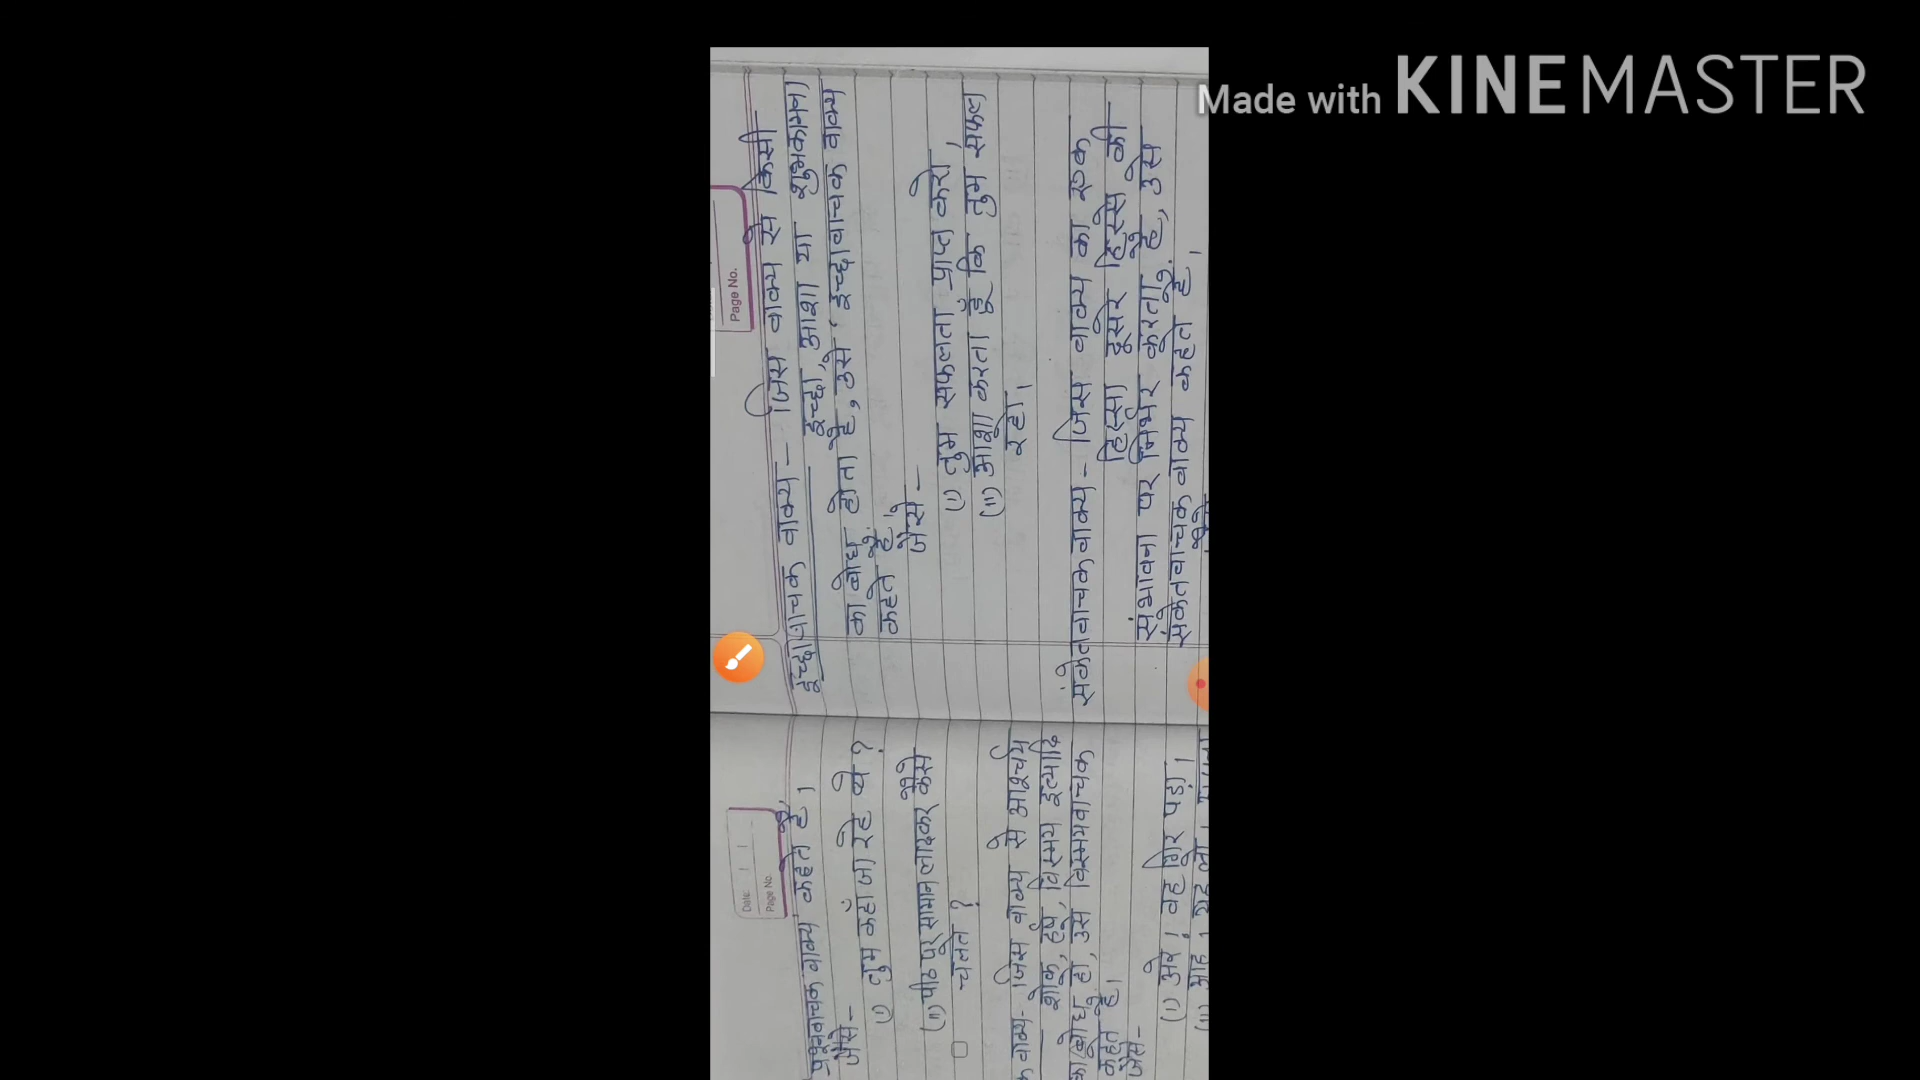 Made with KINEMASTER
Date / /
Page No.
प्रश्नवाचक वाक्य कहते हैं।
जैसे-
(i) तुम कहाँ जा रहे थे?
(ii) पीठ पर सामान लादकर कैसे
चलते ?
वाक्य- जिस वाक्य से आश्चर्य
शोक, हर्ष, विस्मय इत्यादि
का बोध हो, उसे विस्मयवाचक
कहते हैं।
जैसे-
(i) अरे! वह गिर पड़ा।
(ii) आह।
Page No.
इच्छावाचक वाक्य - जिस वाक्य से किसी
इच्छा, आशा या शुभकामना
का बोध होता है, उसे 'इच्छावाचक वाक्य
कहते हैं।
जैसे -
(i) तुम सफलता प्राप्त करो।
(ii) आशा करता हूँ कि तुम सफल
रहो।
संकेतवाचक वाक्य - जिस वाक्य का एक
हिस्सा दूसरे हिस्से की
संभावना पर निर्भर करता है, उसे
संकेतवाचक वाक्य कहते हैं।